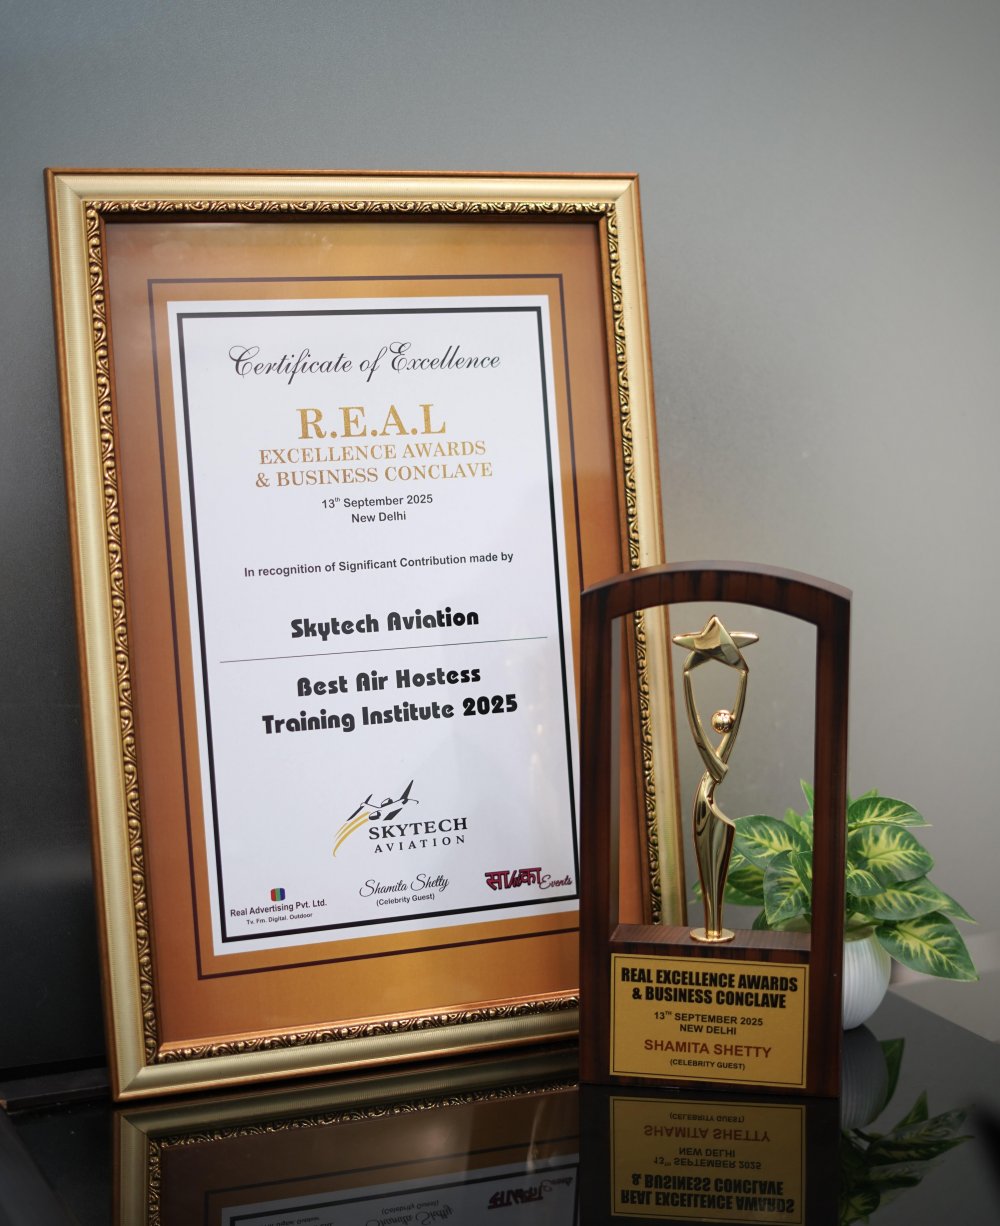 Certificate of Excellence
R.E.A.L
EXCELLENCE AWARDS
& BUSINESS CONCLAVE
13th September 2025
New Delhi
In recognition of Significant Contribution made by
Skytech Aviation
Best Air Hostess
Training Institute 2025
SKYTECH
AVIATION
Real Advertising Pvt. Ltd.
Tv. Fm. Digital. Outdoor
Shamita Shetty
(Celebrity Guest)
Events
REAL EXCELLENCE AWARDS
& BUSINESS CONCLAVE
13TH SEPTEMBER 2025
NEW DELHI
SHAMITA SHETTY
(CELEBRITY GUEST)